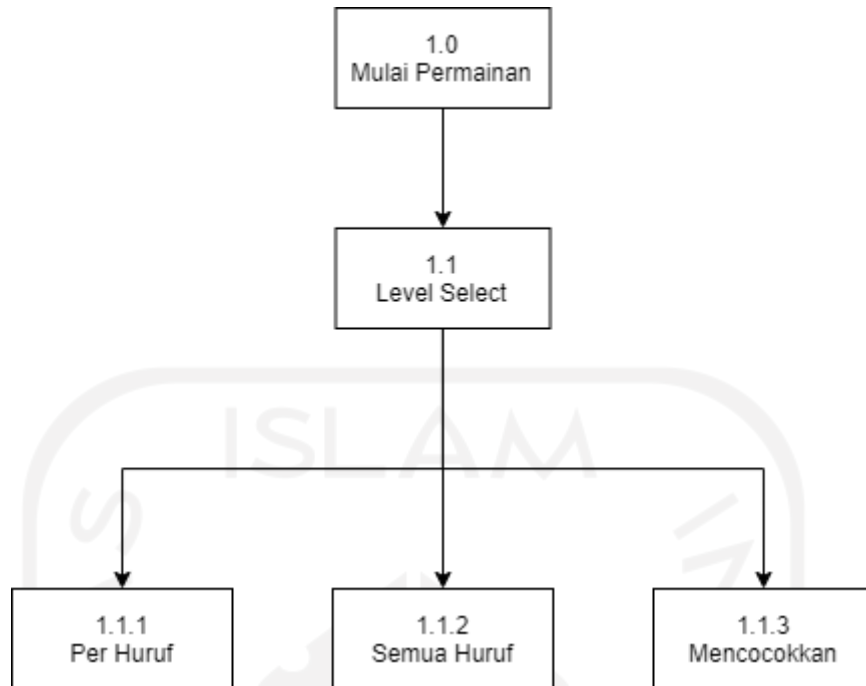 1.0
Mulai Permainan
1.1
Level Select
ISLAM
1.1.1
Per Huruf
1.1.2
Semua Huruf
1.1.3
Mencocokkan